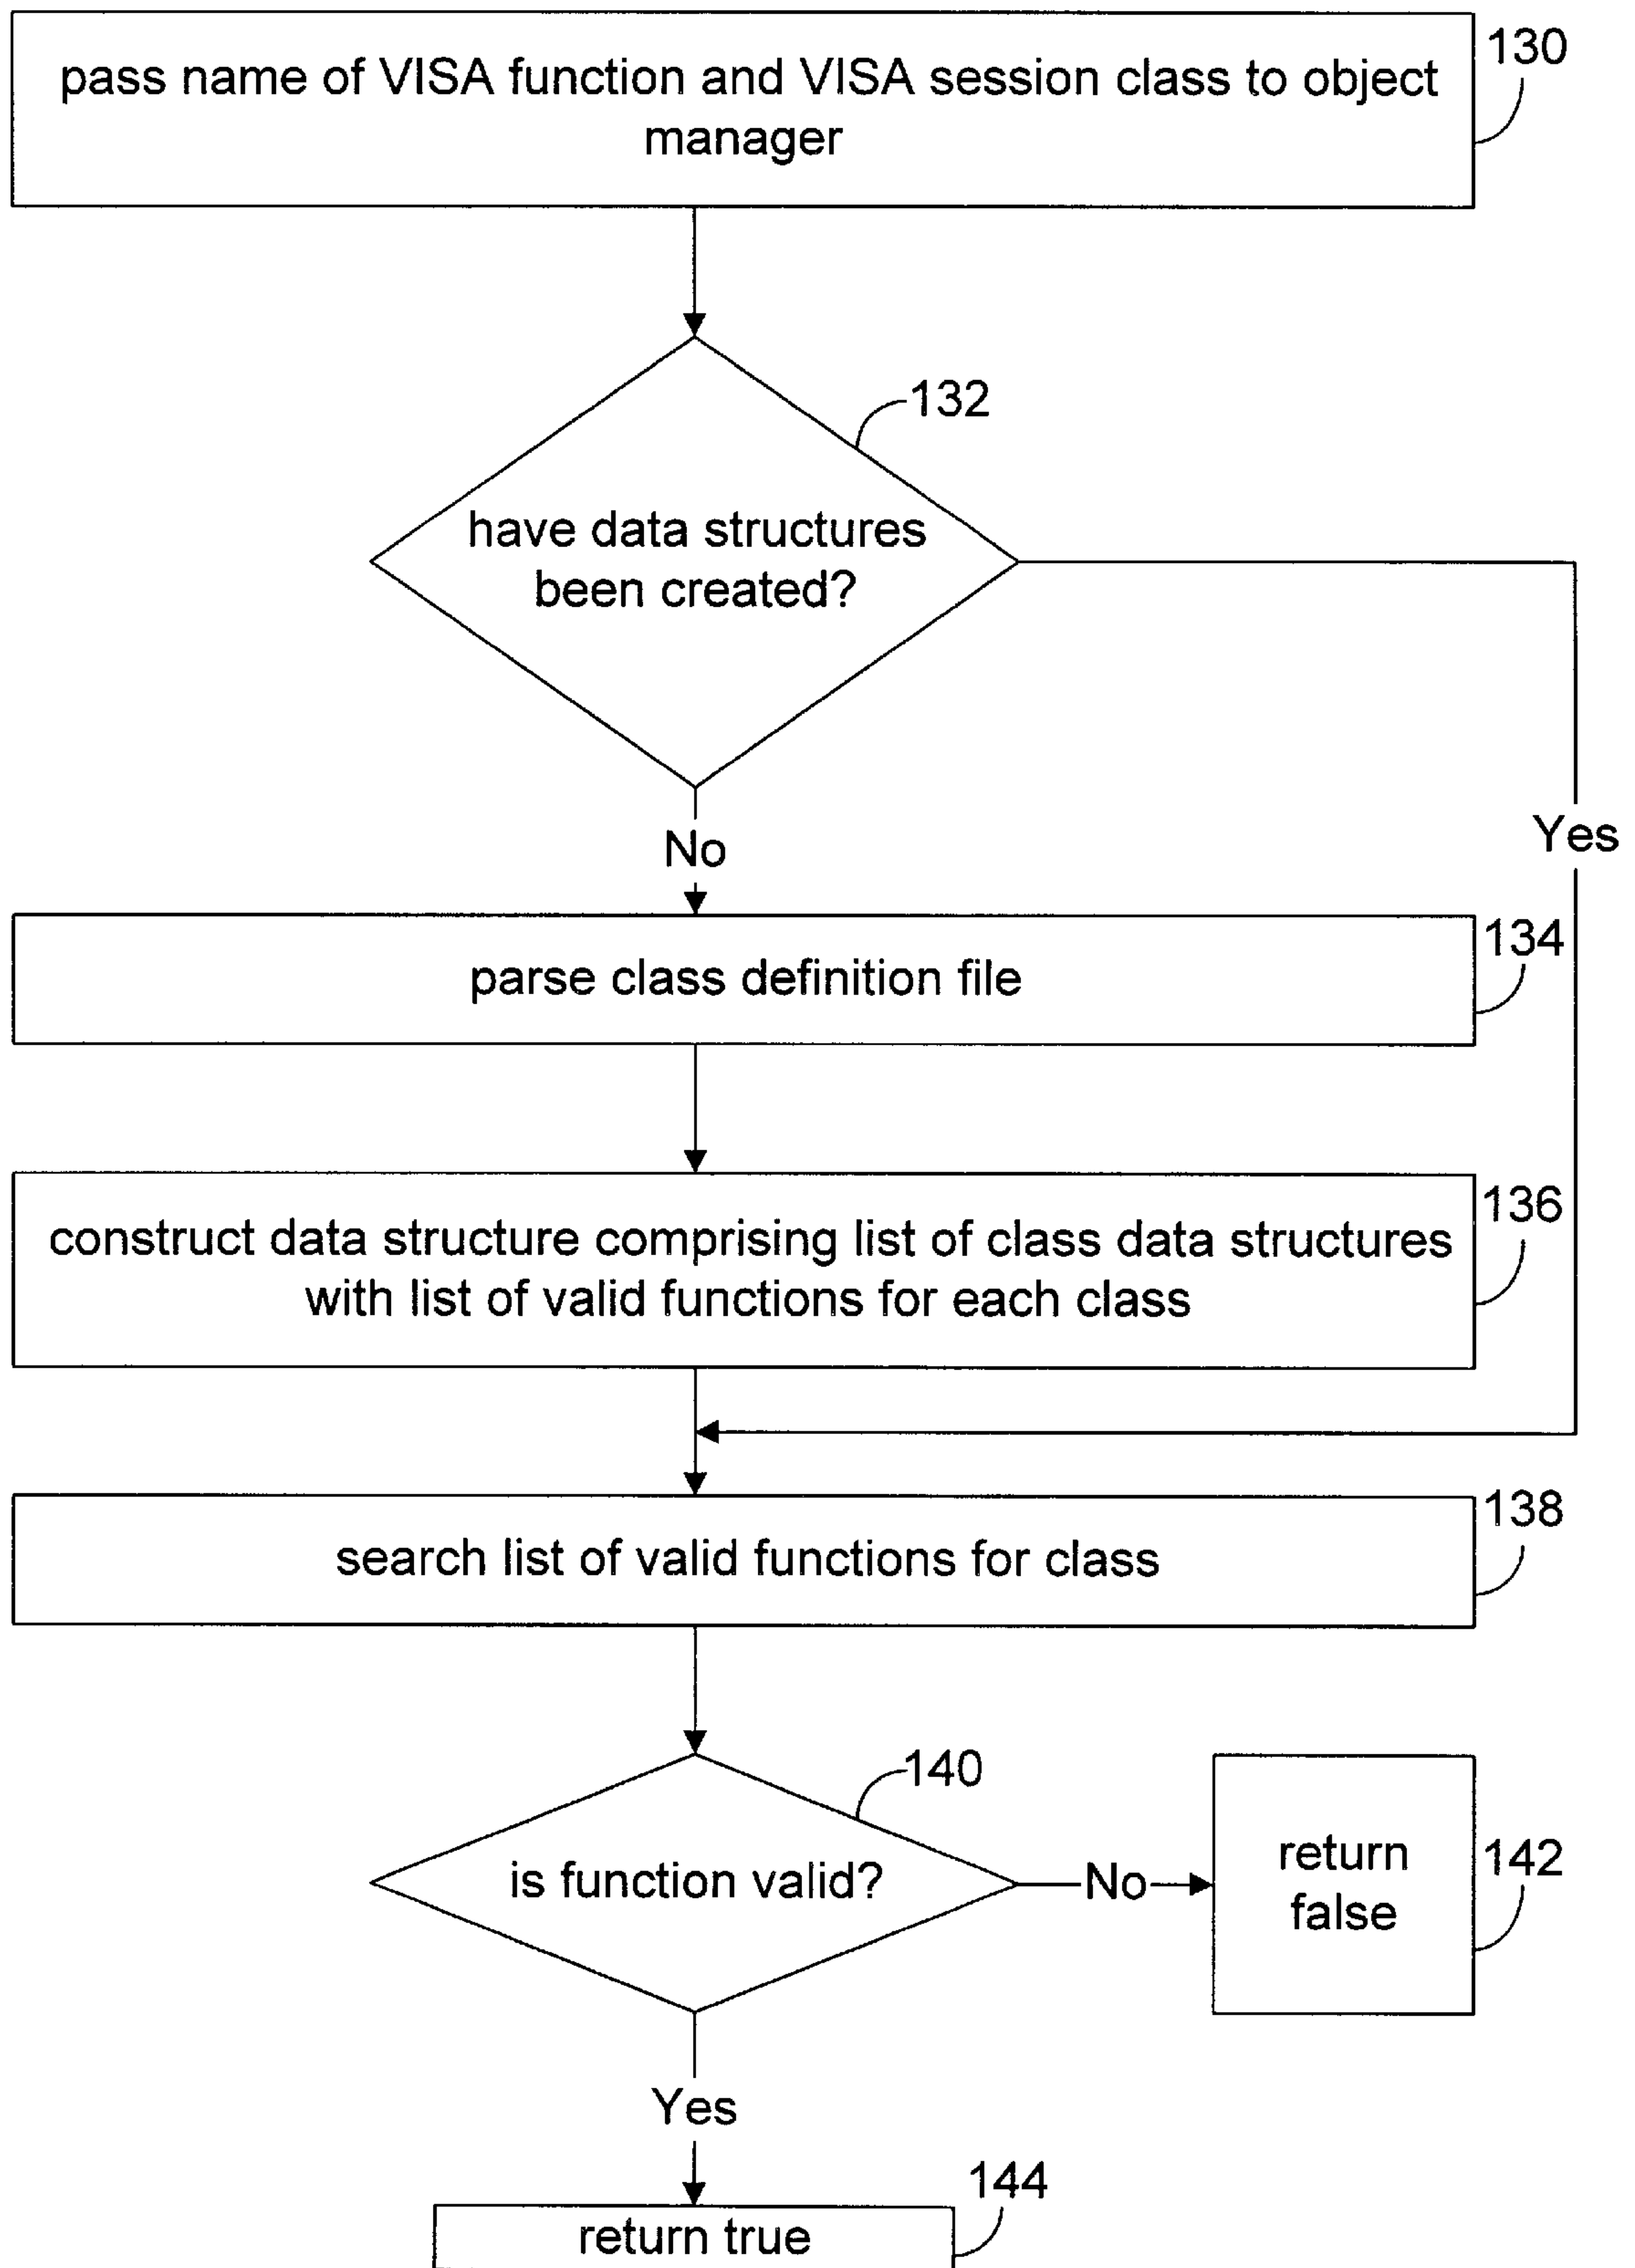 130
pass name of VISA function and VISA session class to object
manager
132
have data structures
been created?
No
Yes
134
parse class definition file
136
construct data structure comprising list of class data structures
with list of valid functions for each class
138
search list of valid functions for class
140
is function valid?
No
return
false
142
Yes
144
return true